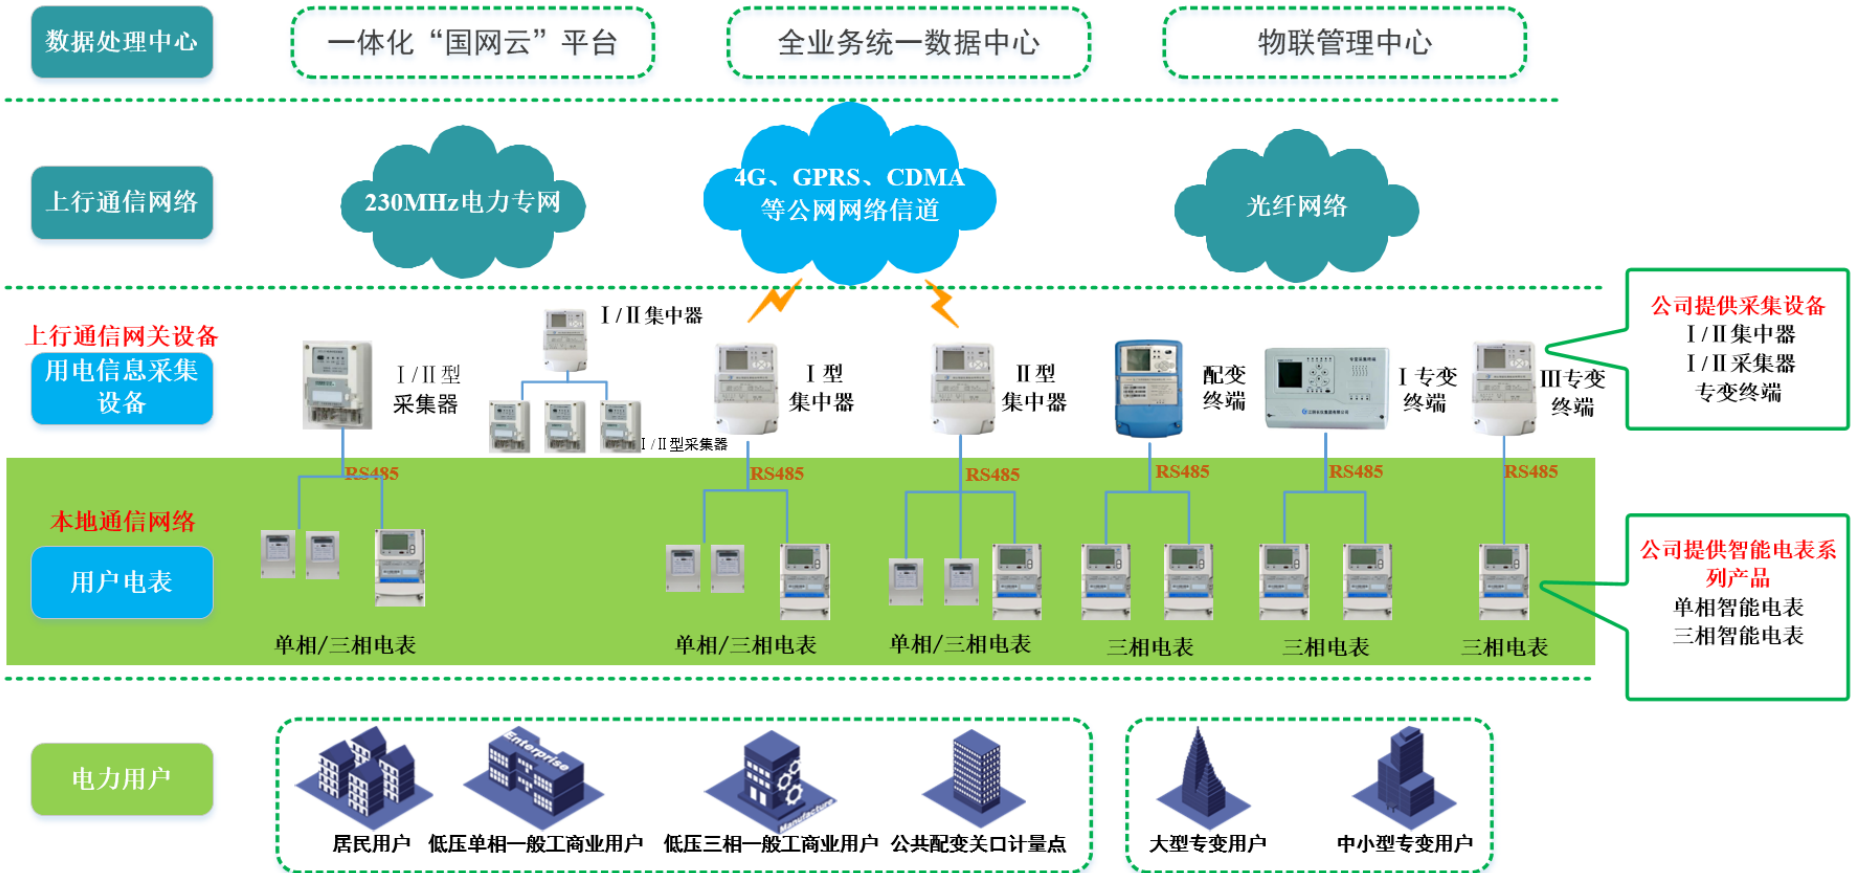 数据处理中心
一体化“国网云”平台
全业务统一数据中心
物联管理中心
上行通信网络
230MHz电力专网
4G、GPRS、CDMA
等公网网络信道
光纤网络
上行通信网关设备
用电信息采集
设备
Ⅰ/Ⅱ型
采集器
Ⅰ/Ⅱ集中器
Ⅰ/Ⅱ型采集器
Ⅰ型
集中器
Ⅱ型
集中器
配变
终端
Ⅰ专变
终端
Ⅲ专变
终端
公司提供采集设备
Ⅰ/Ⅱ集中器
Ⅰ/Ⅱ采集器
专变终端
RS485
RS485
RS485
RS485
RS485
RS485
本地通信网络
用户电表
单相/三相电表
单相/三相电表
单相/三相电表
三相电表
三相电表
三相电表
公司提供智能电表系
列产品
单相智能电表
三相智能电表
电力用户
Enterprise
Manufacture
居民用户
低压单相一般工商业用户
低压三相一般工商业用户
公共配变关口计量点
大型专变用户
中小型专变用户